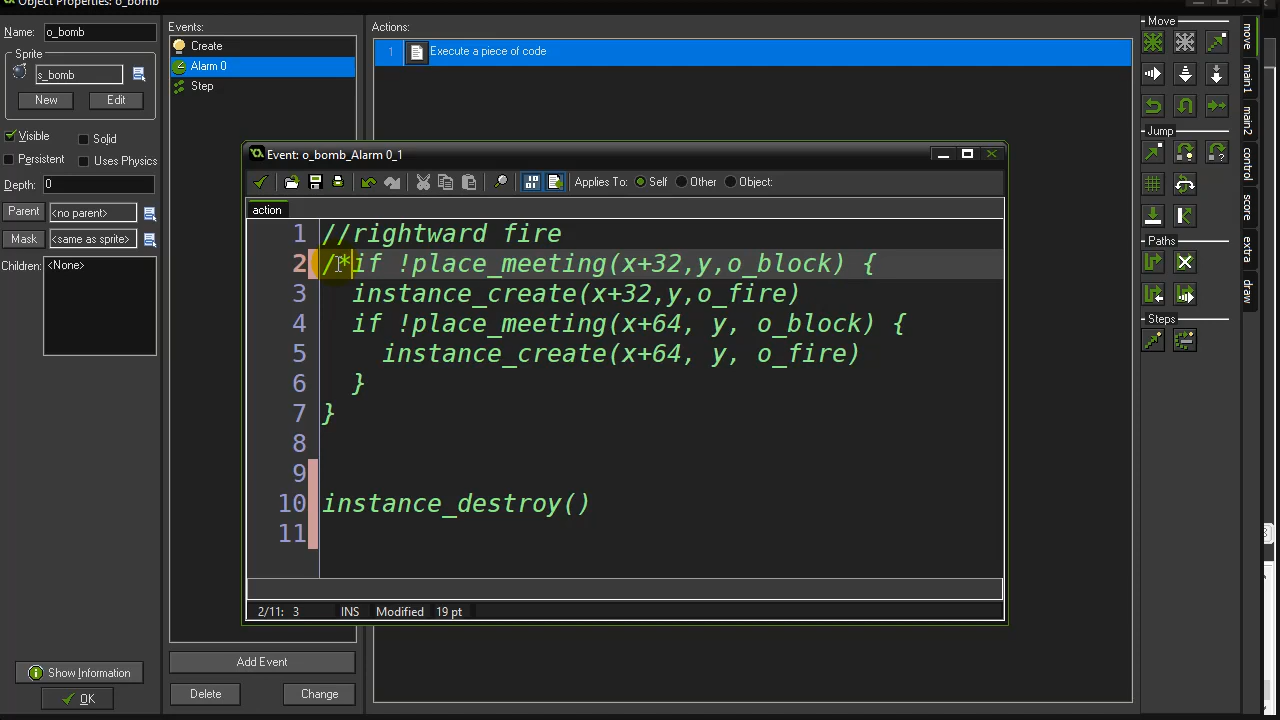 Object Properties: o_bomb
Name: o_bomb
Sprite
s_bomb
New Edit
Visible Solid
Persistent Uses Physics
Depth: 0
Parent <no parent>
Mask <same as sprite>
Children: <None>
Show Information
OK
Events:
Create
Alarm 0
Step
Add Event
Delete Change
Actions:
1 Execute a piece of code
Event: o_bomb_Alarm 0_1
Applies To: Self Other Object:
action
1 //rightward fire
2 /*if !place_meeting(x+32,y,o_block) {
3 instance_create(x+32,y,o_fire)
4 if !place_meeting(x+64, y, o_block) {
5 instance_create(x+64, y, o_fire)
6 }
7 }
8
9
10 instance_destroy()
11
2/11: 3 INS Modified 19 pt
Move
Jump
Paths
Steps
move
main1
main2
control
score
extra
draw